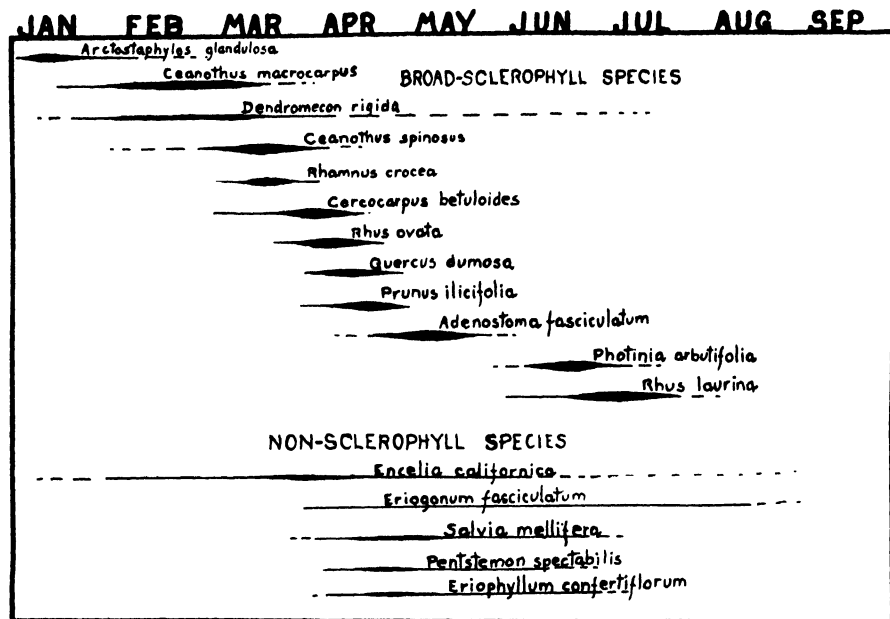 JAN FEB MAR APR MAY JUN JUL AUG SEP
Arctostaphylos glandulosa
Ceanothus macrocarpus
BROAD-SCLEROPHYLL SPECIES
Dendromecon rigida
Ceanothus spinosus
Rhamnus crocea
Cercocarpus betuloides
Rhus ovata
Quercus dumosa
Prunus ilicifolia
Adenostoma fasciculatum
Photinia arbutifolia
Rhus laurina
NON-SCLEROPHYLL SPECIES
Encelia californica
Eriogonum fasciculatum
Salvia mellifera
Pentstemon spectabilis
Eriophyllum confertiflorum